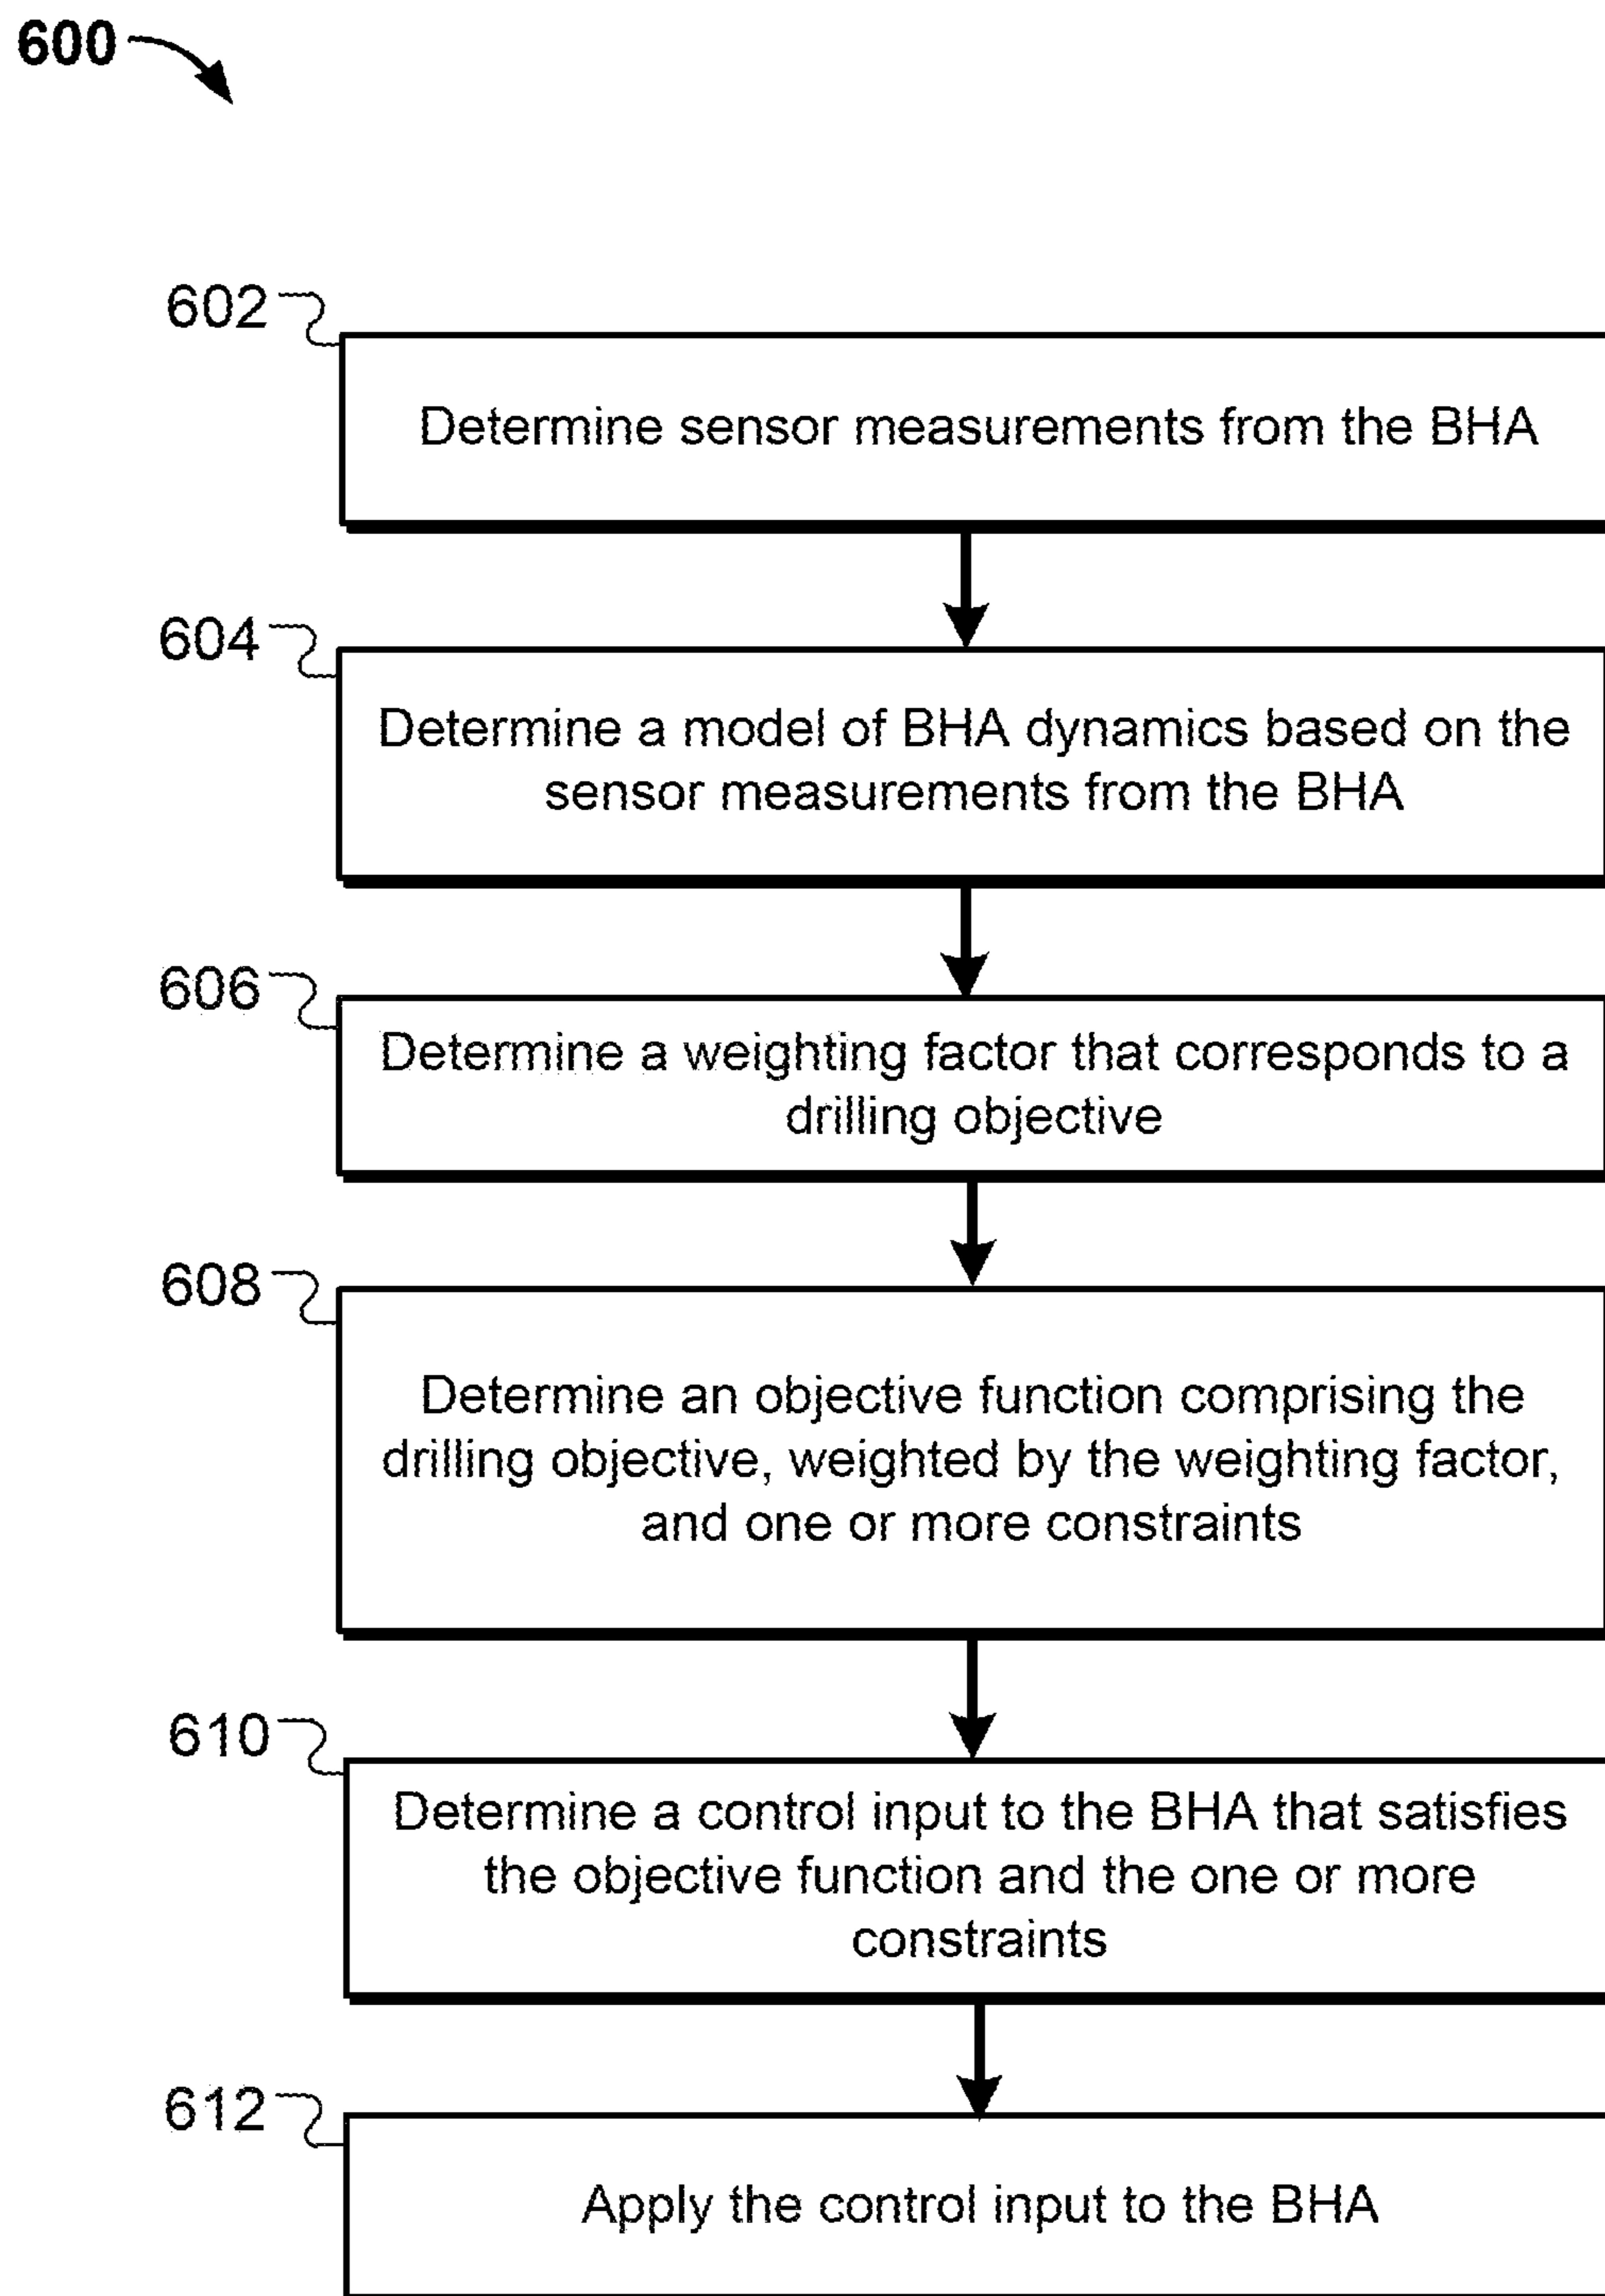 600
602
Determine sensor measurements from the BHA
604
Determine a model of BHA dynamics based on the
sensor measurements from the BHA
606
Determine a weighting factor that corresponds to a
drilling objective
608
Determine an objective function comprising the
drilling objective, weighted by the weighting factor,
and one or more constraints
610
Determine a control input to the BHA that satisfies
the objective function and the one or more
constraints
612
Apply the control input to the BHA